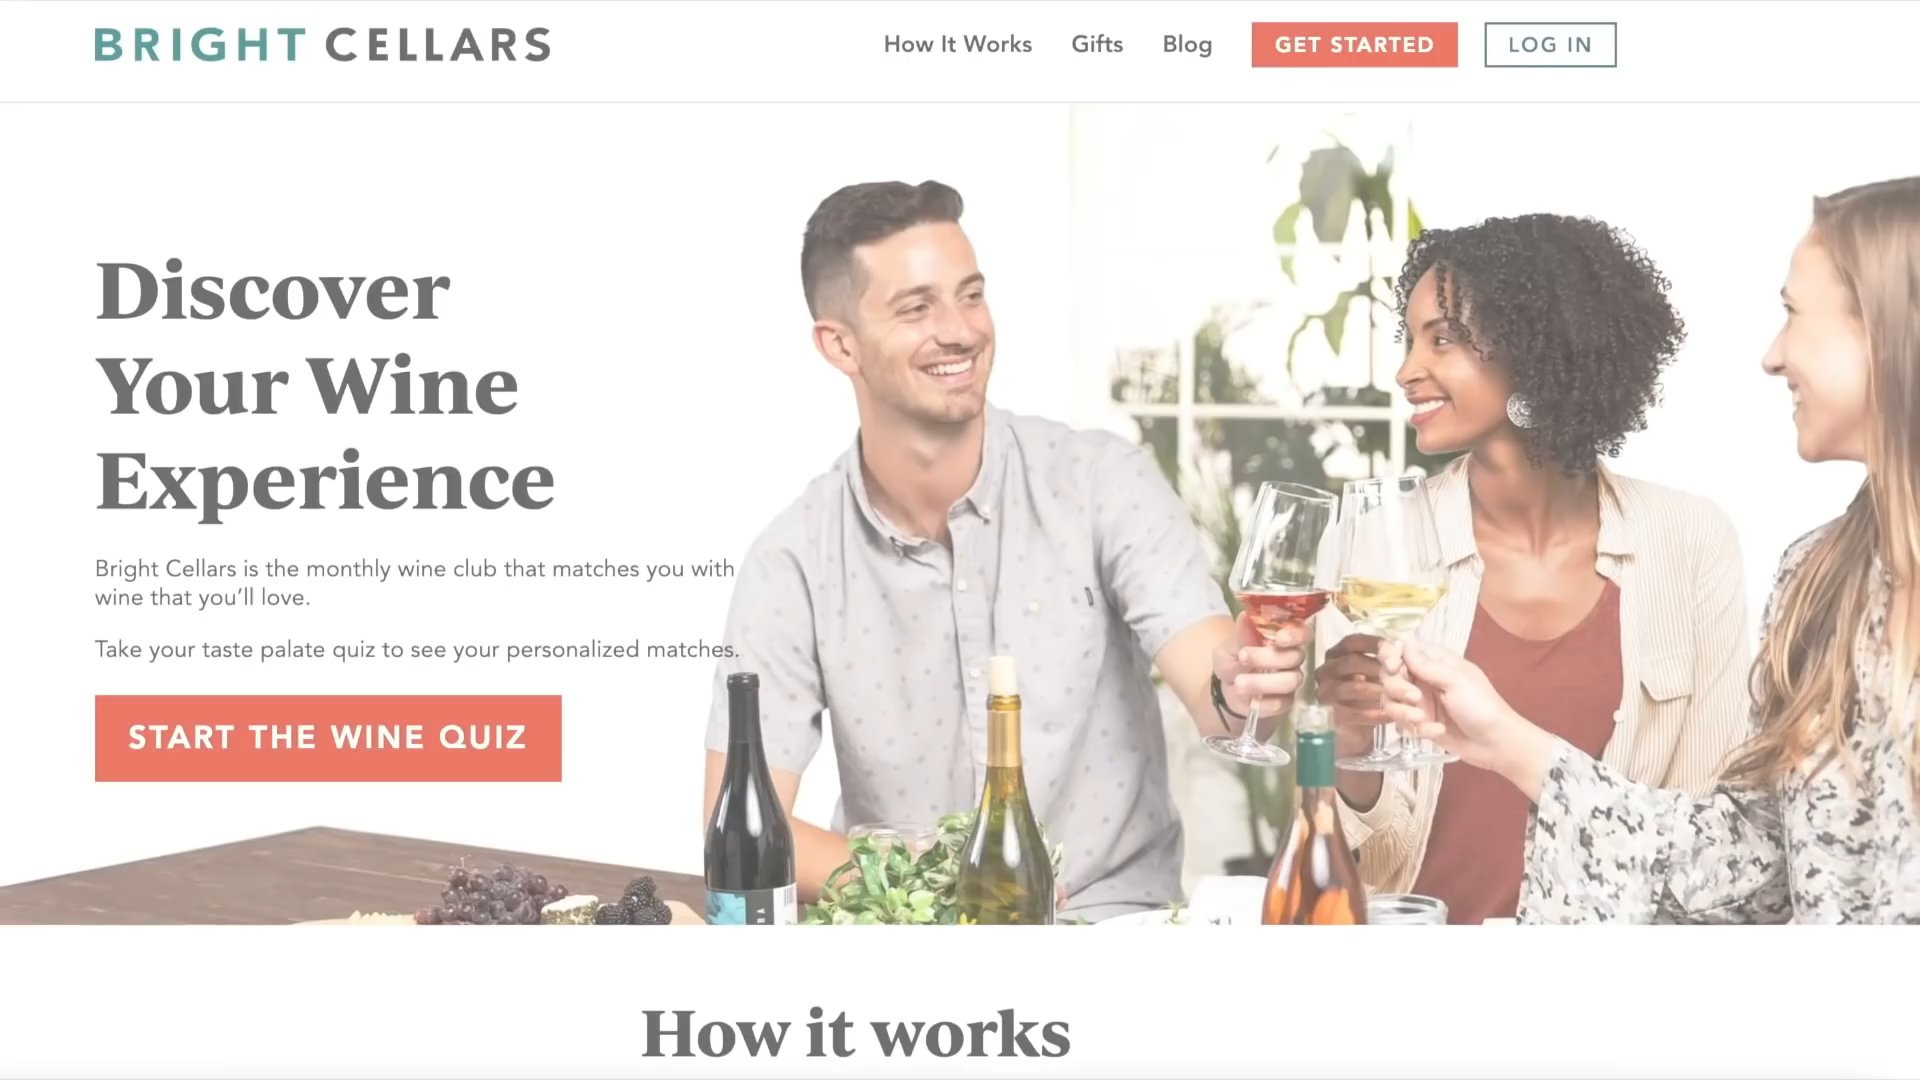 BRIGHT CELLARS
How It Works
Gifts
Blog
GET STARTED
LOG IN
Discover
Your Wine
Experience
Bright Cellars is the monthly wine club that matches you with
wine that you’ll love.
Take your taste palate quiz to see your personalized matches.
START THE WINE QUIZ
How it works